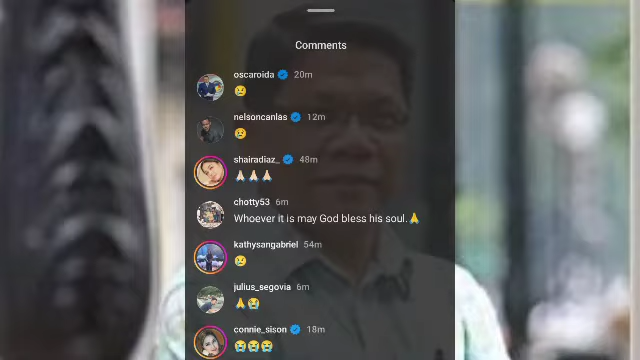 Comments
oscaroida 20m
😢
nelsoncanlas 12m
😢
shairadiaz_ 48m
🙏🏻🙏🏻🙏🏻
chotty53 6m
Whoever it is may God bless his soul.🙏
kathysangabriel 54m
😢
julius_segovia 6m
🙏😭
connie_sison 18m
😭😭😭